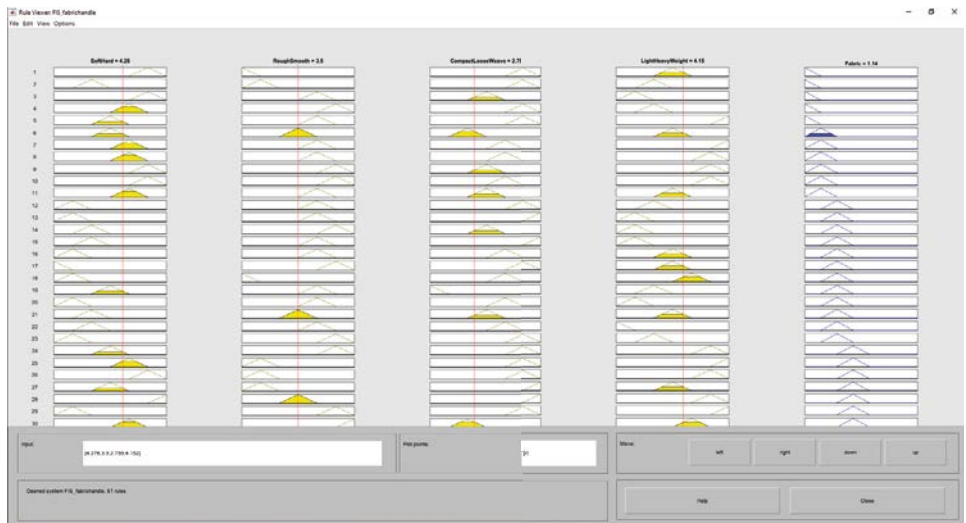 Rule Viewer: FIS_fabrichandle
File Edit View Options
SoftHard = 4.28
RoughSmooth = 3.5
CompactLooseWeave = 2.7
LightHeavyWeight = 4.15
Fabric = 1.14
1
2
3
4
5
6
7
8
9
10
11
12
13
14
15
16
17
18
19
20
21
22
23
24
25
26
27
28
29
30
Input:
Plot points:
Move:
left
right
down
up
Opened system FIS_fabrichandle, 61 rules
Help
Close